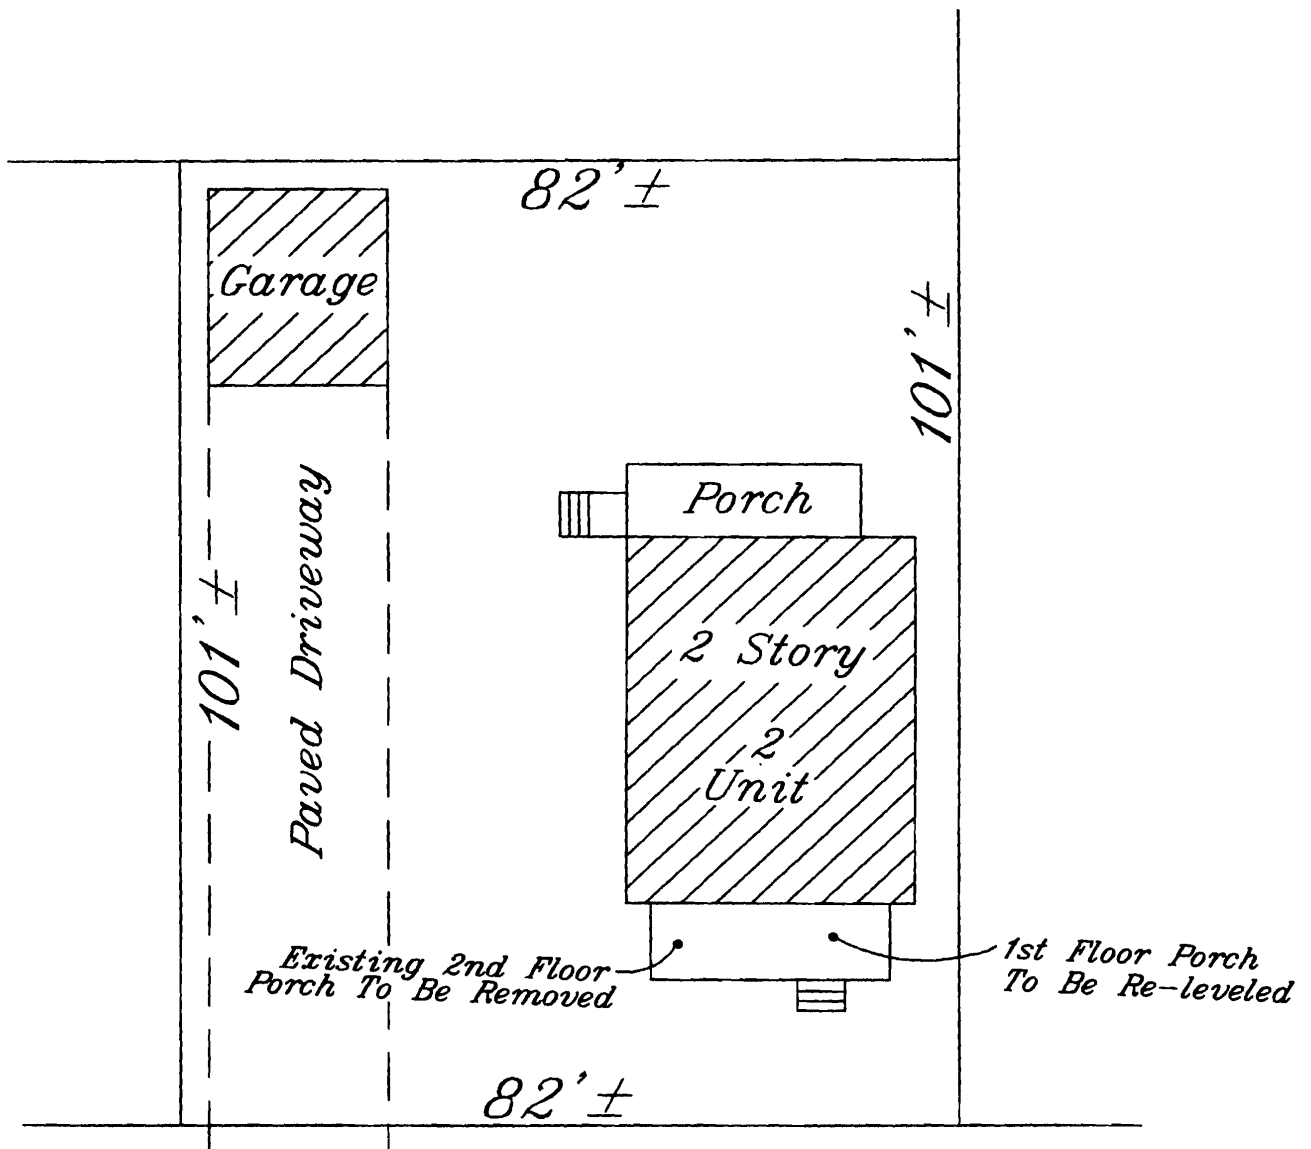 82'±
Garage
101'±
Porch
Paved Driveway
101'±
2 Story
2
Unit
Existing 2nd Floor
Porch To Be Removed
1st Floor Porch
To Be Re-leveled
82'±